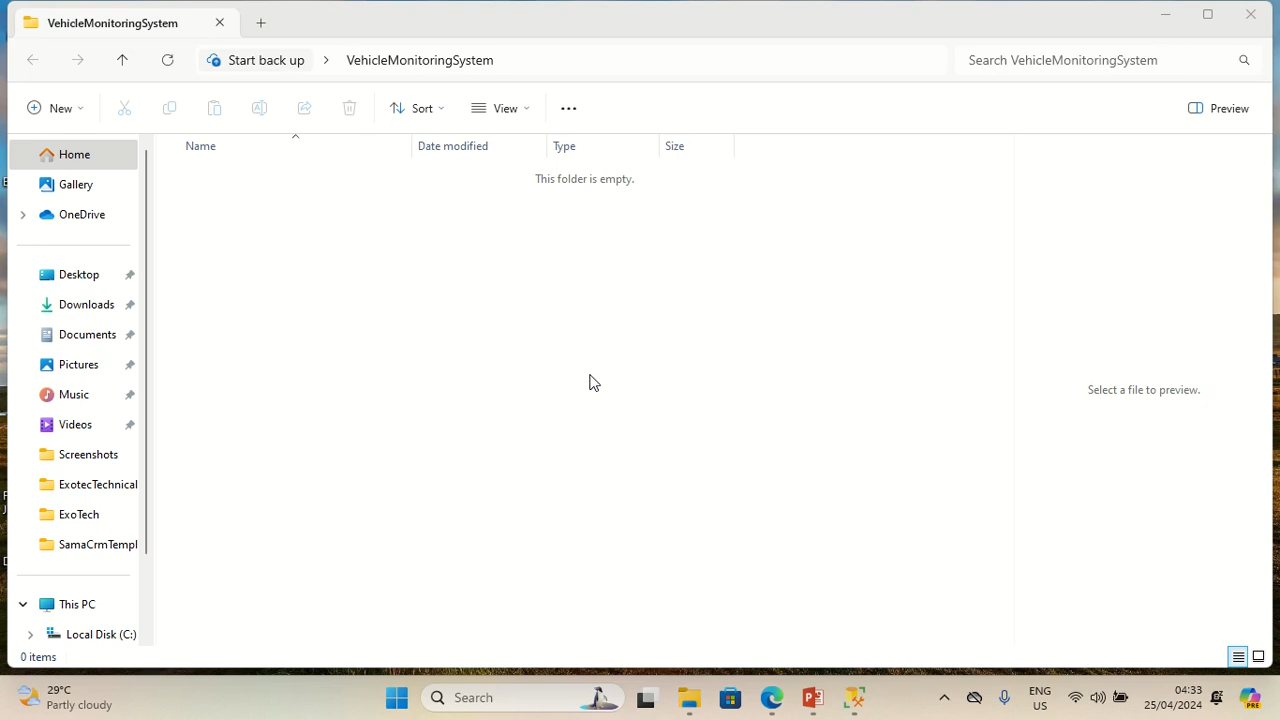 VehicleMonitoringSystem
Start back up > VehicleMonitoringSystem
Search VehicleMonitoringSystem
New
Sort
View
Preview
Name
Date modified
Type
Size
This folder is empty.
Home
Gallery
OneDrive
Desktop
Downloads
Documents
Pictures
Music
Videos
Screenshots
ExotecTechnical
ExoTech
SamaCrmTempl
This PC
Local Disk (C:)
Select a file to preview.
0 items
29°C
Partly cloudy
Search
ENG
US
04:33
25/04/2024
PRE